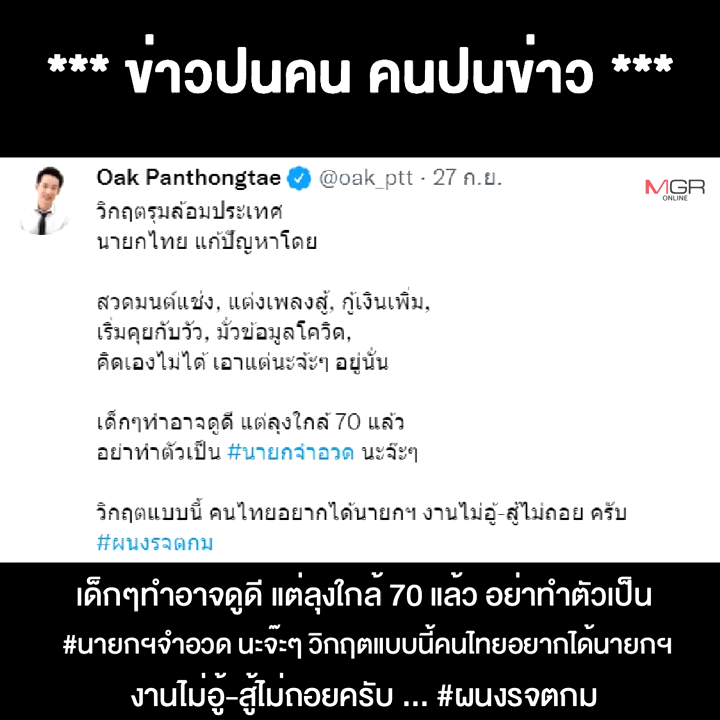 *** ข่าวปนคน คนปนข่าว ***
Oak Panthongtae @oak_ptt · 27 ก.ย.
MGR
ONLINE
วิกฤตรุมล้อมประเทศ
นายกไทย แก้ปัญหาโดย
สวดมนต์แช่ง, แต่งเพลงสู้, กู้เงินเพิ่ม,
เริ่มคุยกับวัว, มั่วข้อมูลโควิด,
คิดเองไม่ได้ เอาแต่นะจ๊ะๆ อยู่นั่น
เด็กๆทำอาจดูดี แต่ลุงใกล้ 70 แล้ว
อย่าทำตัวเป็น #นายกจำอวด นะจ๊ะๆ
วิกฤตแบบนี้ คนไทยอยากได้นายกฯ งานไม่อู้-สู้ไม่ถอย ครับ
#ผนงรจตกม
เด็กๆทำอาจดูดี แต่ลุงใกล้ 70 แล้ว อย่าทำตัวเป็น
#นายกฯจำอวด นะจ๊ะๆ วิกฤตแบบนี้คนไทยอยากได้นายกฯ
งานไม่อู้-สู้ไม่ถอยครับ ... #ผนงรจตกม